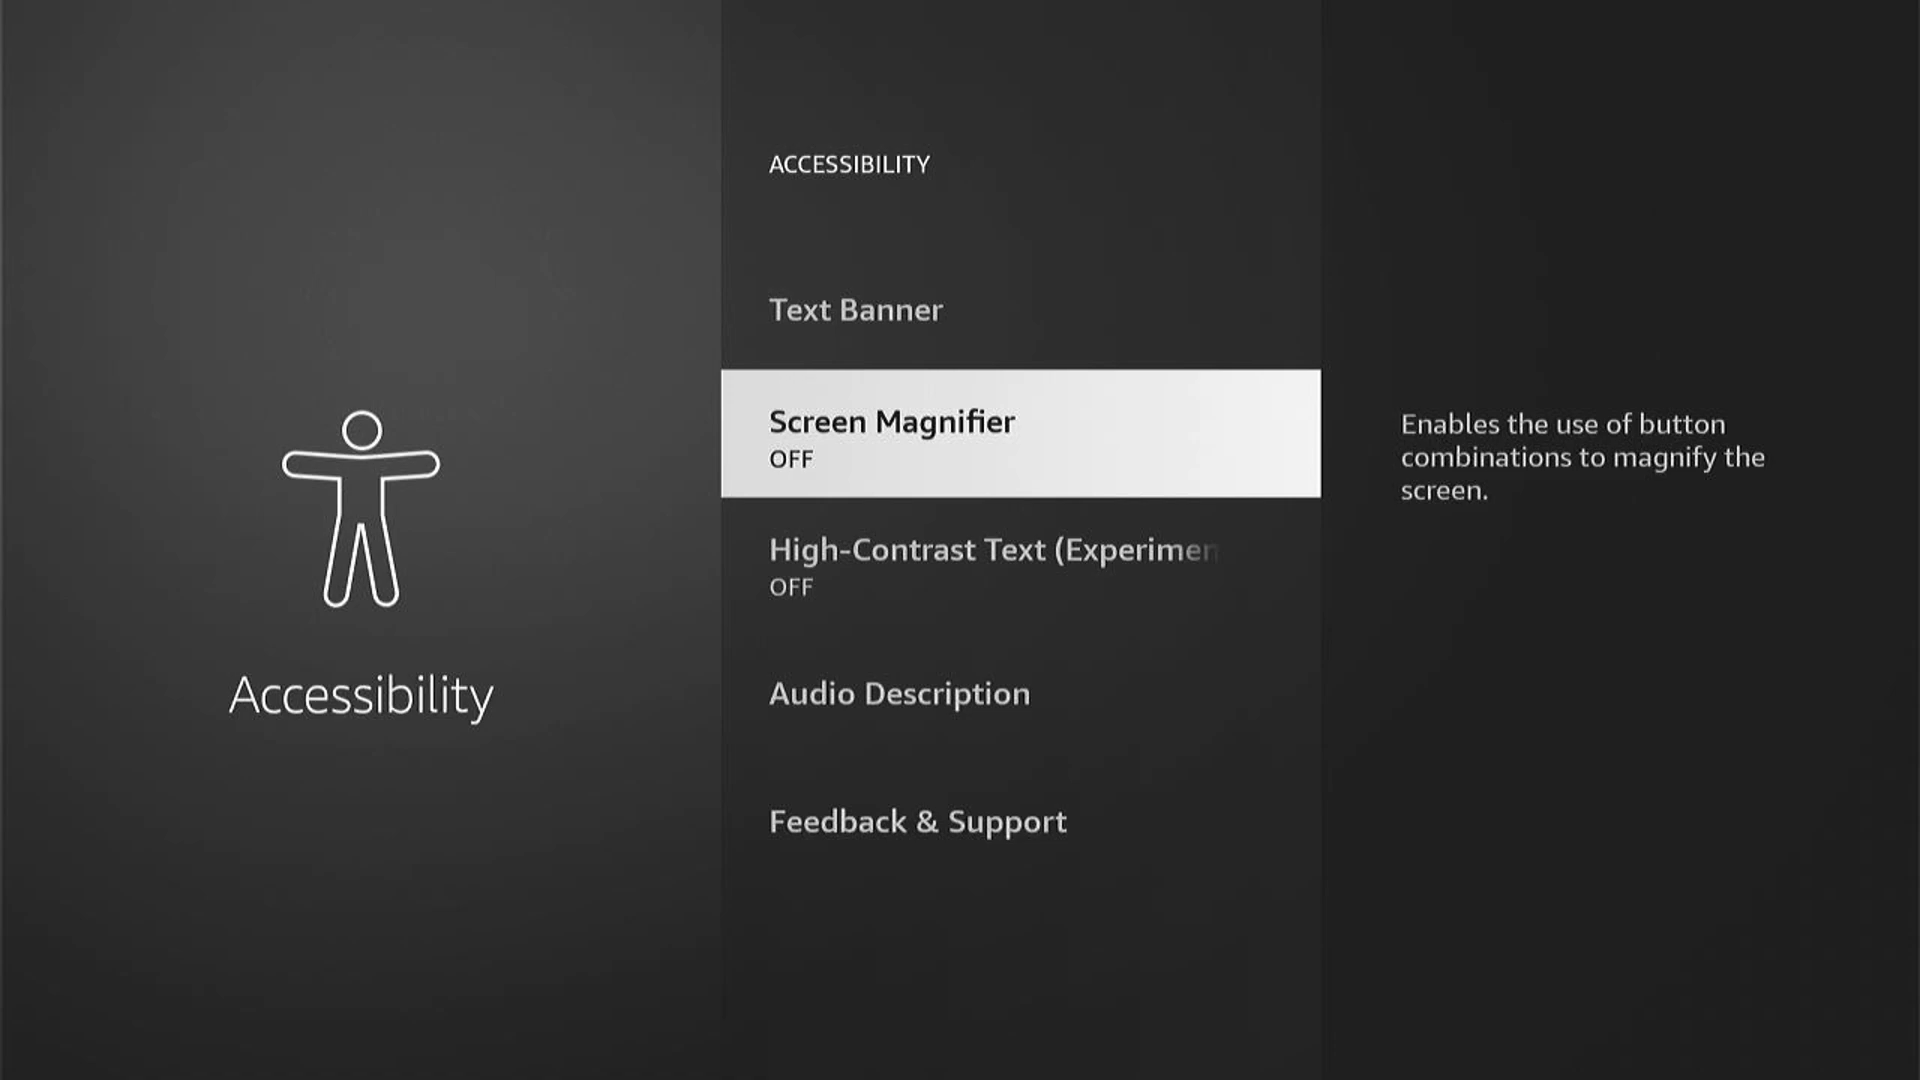 Accessibility
ACCESSIBILITY
Text Banner
Screen Magnifier
OFF
High-Contrast Text (Experimen
OFF
Audio Description
Feedback & Support
Enables the use of button
combinations to magnify the
screen.